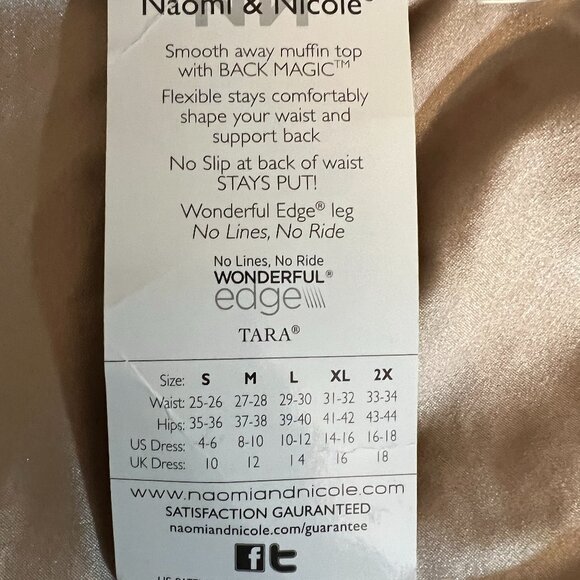 Naomi & Nicole®
Smooth away muffin top
with BACK MAGIC™
Flexible stays comfortably
shape your waist and
support back
No Slip at back of waist
STAYS PUT!
Wonderful Edge® leg
No Lines, No Ride
No Lines, No Ride
WONDERFUL®
edge
TARA®
Size: S M L XL 2X
Waist: 25-26 27-28 29-30 31-32 33-34
Hips: 35-36 37-38 39-40 41-42 43-44
US Dress: 4-6 8-10 10-12 14-16 16-18
UK Dress: 10 12 14 16 18
www.naomiandnicole.com
SATISFACTION GAURANTEED
naomiandnicole.com/guarantee
f t